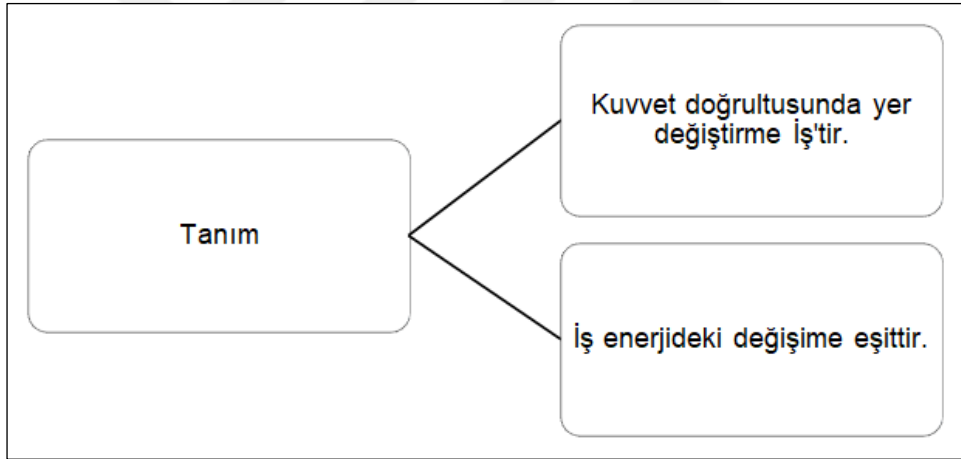 Tanım
Kuvvet doğrultusunda yer
değiştirme İş'tir.
İş enerjideki değişime eşittir.